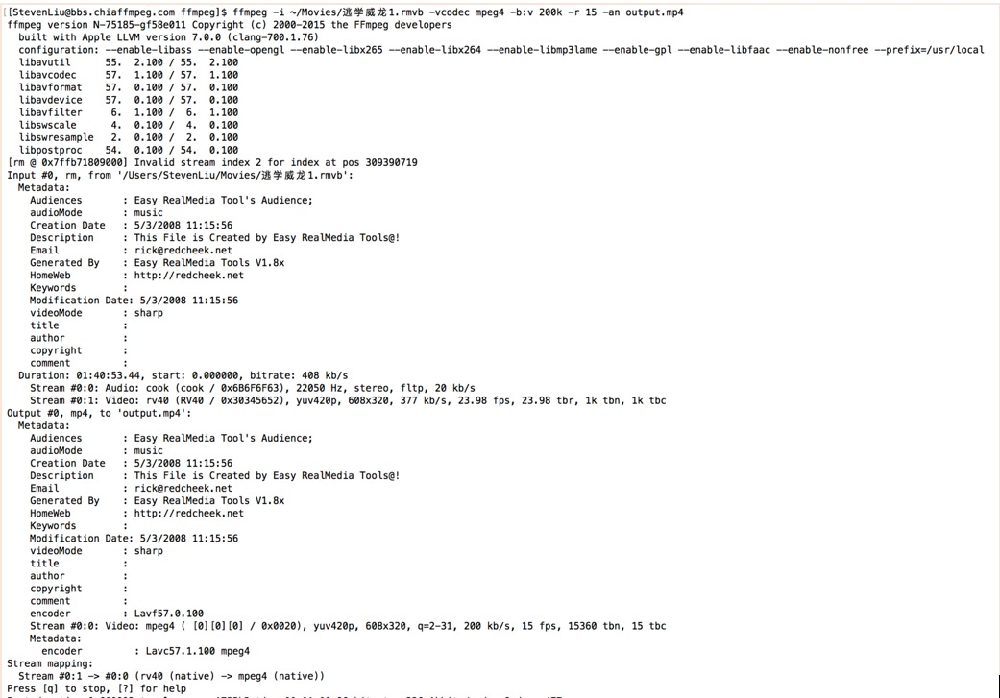 [[StevenLiu@bbs.chiaffmpeg.com ffmpeg]$ ffmpeg -i ~/Movies/逃学威龙1.rmvb -vcodec mpeg4 -b:v 200k -r 15 -an output.mp4
ffmpeg version N-75185-gf58e011 Copyright (c) 2000-2015 the FFmpeg developers
built with Apple LLVM version 7.0.0 (clang-700.1.76)
configuration: --enable-libass --enable-opengl --enable-libx265 --enable-libx264 --enable-libmp3lame --enable-gpl --enable-libfaac --enable-nonfree --prefix=/usr/local
libavutil 55. 2.100 / 55. 2.100
libavcodec 57. 1.100 / 57. 1.100
libavformat 57. 0.100 / 57. 0.100
libavdevice 57. 0.100 / 57. 0.100
libavfilter 6. 1.100 / 6. 1.100
libswscale 4. 0.100 / 4. 0.100
libswresample 2. 0.100 / 2. 0.100
libpostproc 54. 0.100 / 54. 0.100
[rm @ 0x7ffb71809000] Invalid stream index 2 for index at pos 309390719
Input #0, rm, from '/Users/StevenLiu/Movies/逃学威龙1.rmvb':
Metadata:
Audiences : Easy RealMedia Tool's Audience;
audioMode : music
Creation Date : 5/3/2008 11:15:56
Description : This File is Created by Easy RealMedia Tools@!
Email : rick@redcheek.net
Generated By : Easy RealMedia Tools V1.8x
HomeWeb : http://redcheek.net
Keywords :
Modification Date: 5/3/2008 11:15:56
videoMode : sharp
title :
author :
copyright :
comment :
Duration: 01:40:53.44, start: 0.000000, bitrate: 408 kb/s
Stream #0:0: Audio: cook (cook / 0x6B6F6F63), 22050 Hz, stereo, fltp, 20 kb/s
Stream #0:1: Video: rv40 (RV40 / 0x30345652), yuv420p, 608x320, 377 kb/s, 23.98 fps, 23.98 tbr, 1k tbn, 1k tbc
Output #0, mp4, to 'output.mp4':
Metadata:
Audiences : Easy RealMedia Tool's Audience;
audioMode : music
Creation Date : 5/3/2008 11:15:56
Description : This File is Created by Easy RealMedia Tools@!
Email : rick@redcheek.net
Generated By : Easy RealMedia Tools V1.8x
HomeWeb : http://redcheek.net
Keywords :
Modification Date: 5/3/2008 11:15:56
videoMode : sharp
title :
author :
copyright :
comment :
encoder : Lavf57.0.100
Stream #0:0: Video: mpeg4 ( [0][0][0] / 0x0020), yuv420p, 608x320, q=2-31, 200 kb/s, 15 fps, 15360 tbn, 15 tbc
Metadata:
encoder : Lavc57.1.100 mpeg4
Stream mapping:
Stream #0:1 -> #0:0 (rv40 (native) -> mpeg4 (native))
Press [q] to stop, [?] for help